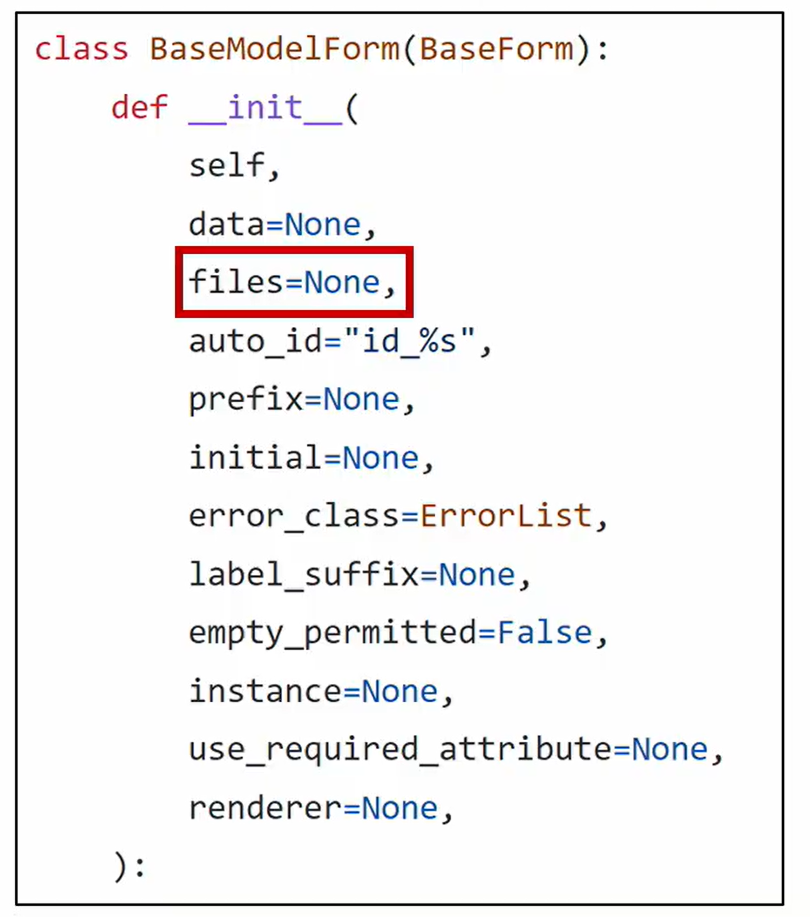 class BaseModelForm(BaseForm):
    def __init__(
        self,
        data=None,
        files=None,
        auto_id="id_%s",
        prefix=None,
        initial=None,
        error_class=ErrorList,
        label_suffix=None,
        empty_permitted=False,
        instance=None,
        use_required_attribute=None,
        renderer=None,
    ):